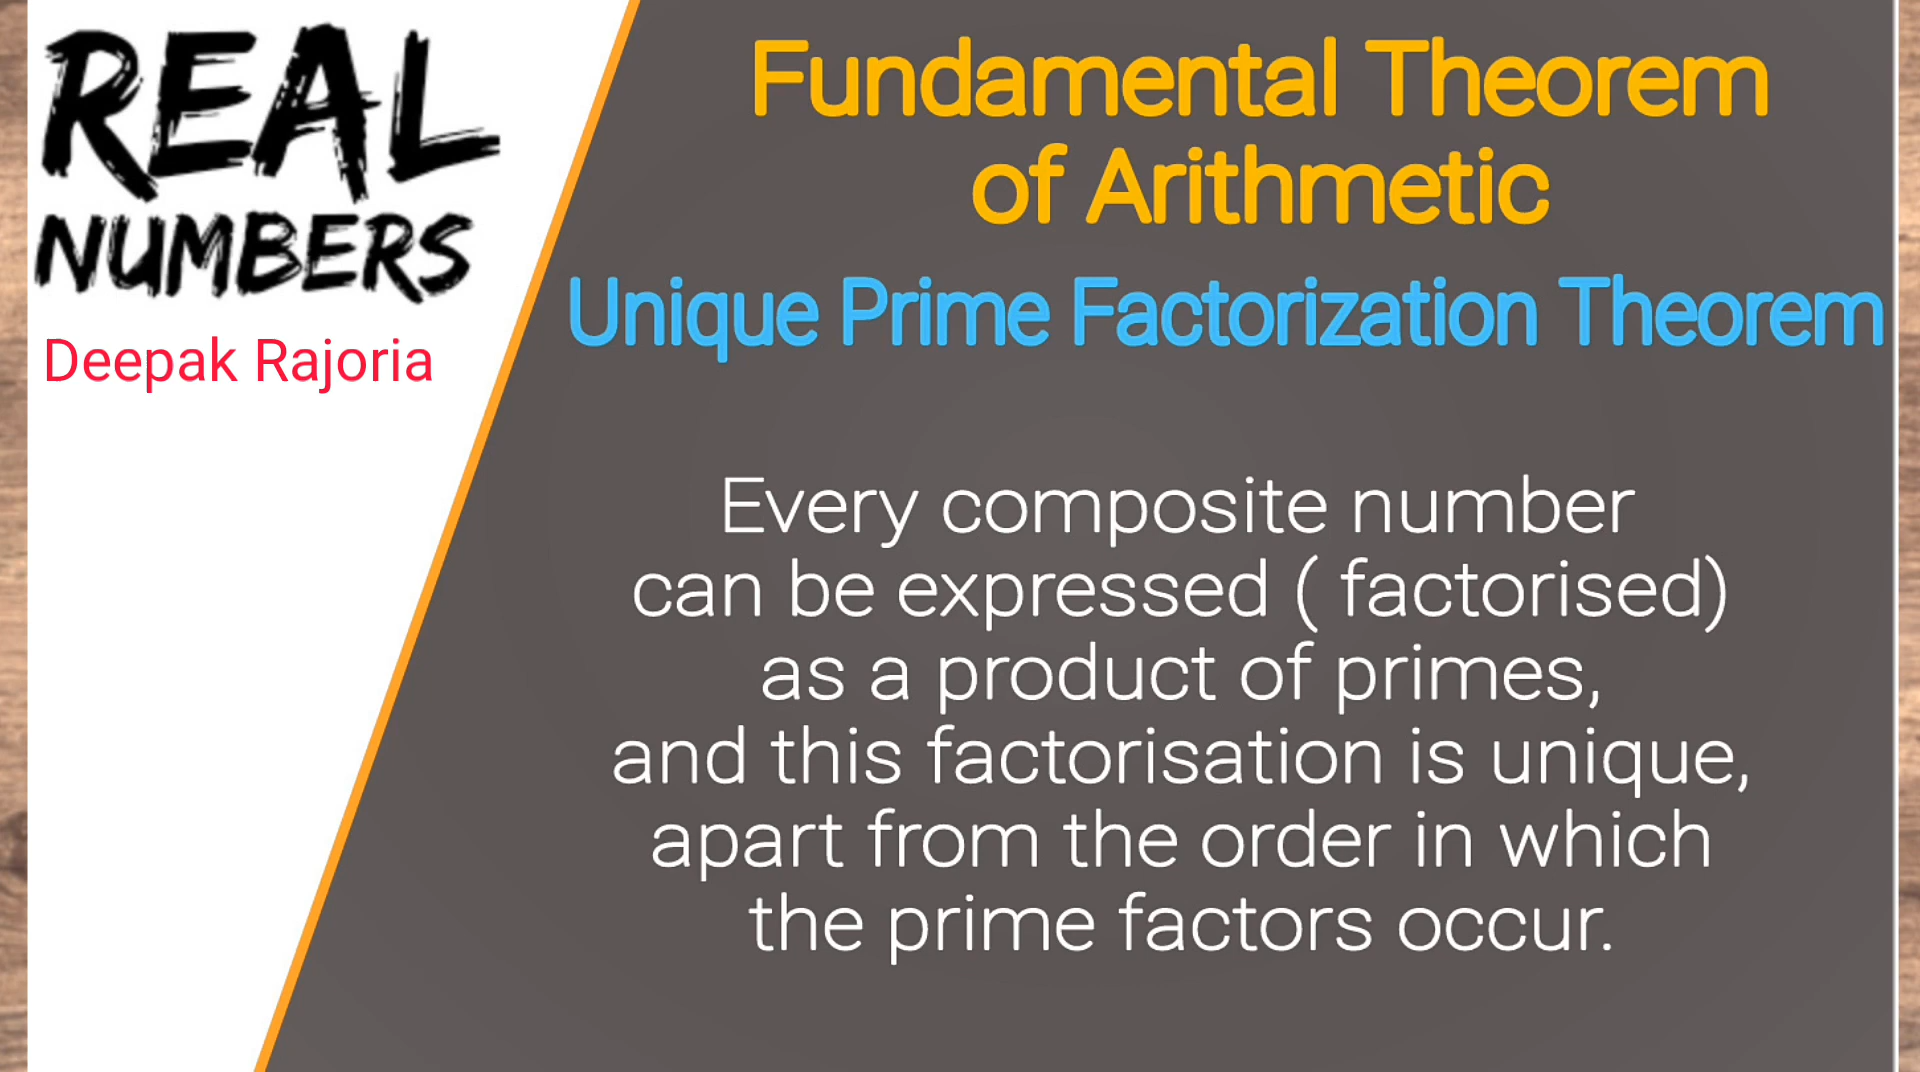 REAL
NUMBERS
Deepak Rajoria
Fundamental Theorem
of Arithmetic
Unique Prime Factorization Theorem
Every composite number
can be expressed ( factorised)
as a product of primes,
and this factorisation is unique,
apart from the order in which
the prime factors occur.